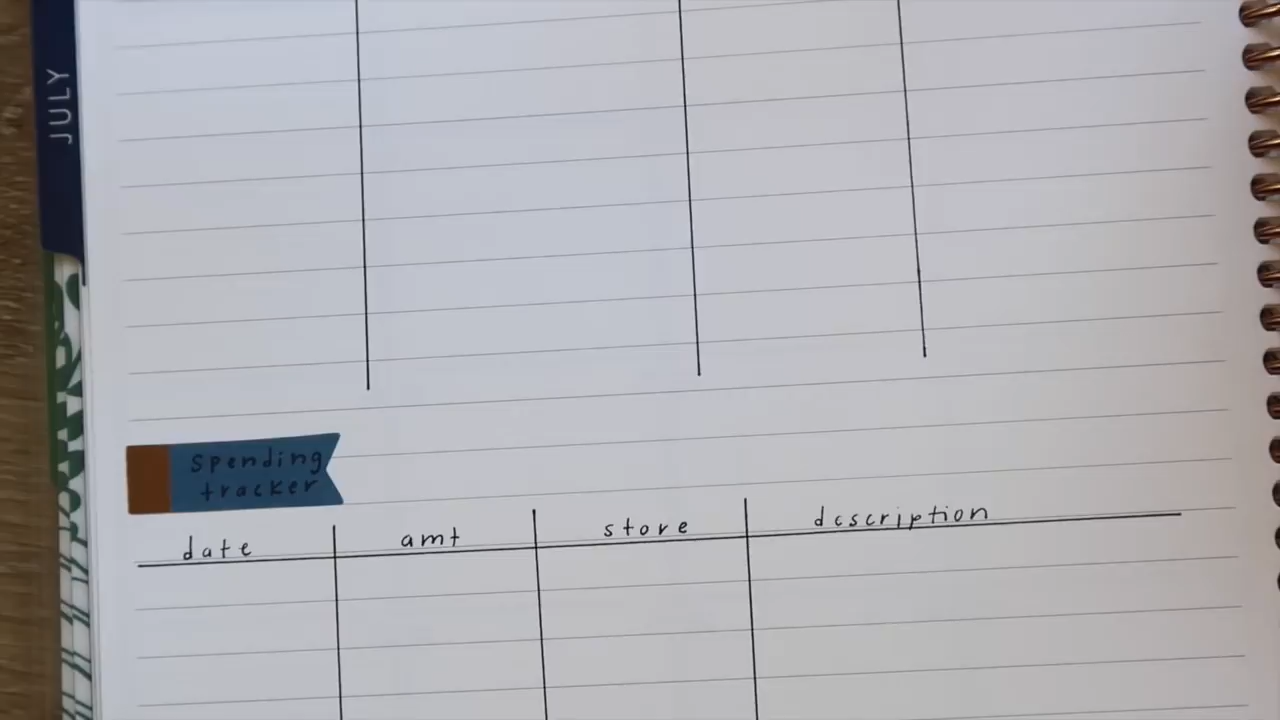 JULY
spending
tracker
date amt store description